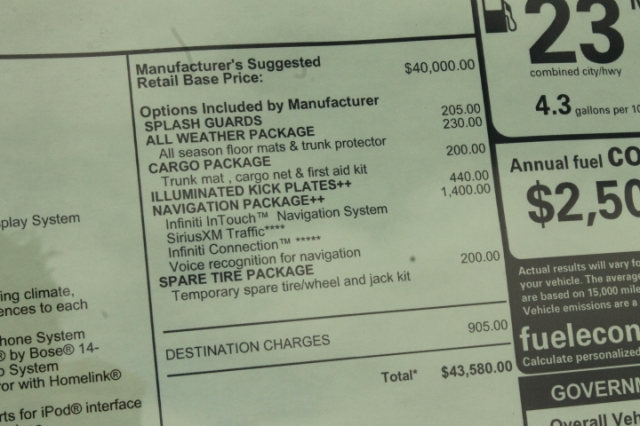 Manufacturer's Suggested
Retail Base Price: $40,000.00
Options Included by Manufacturer
SPLASH GUARDS 205.00
ALL WEATHER PACKAGE 230.00
All season floor mats & trunk protector
CARGO PACKAGE 200.00
Trunk mat , cargo net & first aid kit
ILLUMINATED KICK PLATES++ 440.00
NAVIGATION PACKAGE++ 1,400.00
Infiniti InTouch™ Navigation System
SiriusXM Traffic****
Infiniti Connection™ *****
Voice recognition for navigation
SPARE TIRE PACKAGE 200.00
Temporary spare tire/wheel and jack kit
DESTINATION CHARGES 905.00
Total* $43,580.00
play System
ing climate,
ences to each
hone System
® by Bose® 14-
System
or with Homelink®
rts for iPod® interface
23
combined city/hwy
4.3 gallons per 10
Annual fuel CO
$2,50
Actual results will vary fo
your vehicle. The average
are based on 15,000 mile
Vehicle emissions are a
fuelecon
Calculate personalized
GOVERNM
Overall Veh